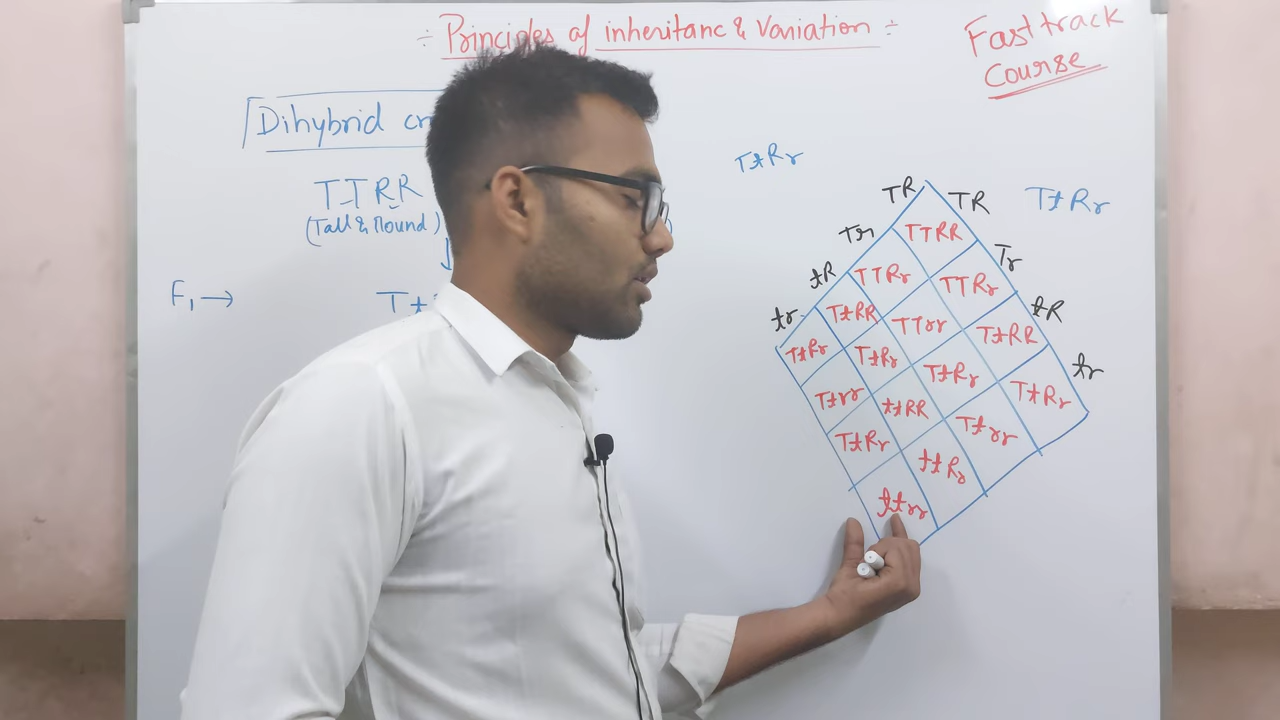 ÷ Principles of inheritanc & Variation ÷
Fast track
Course
Dihybrid cr
TTRR
(Tall & Round)
F1 →
Tt
TtRr
TtRr
TR TR
Tr Tr
tR tR
tr tr
TTRR
TTRr TTRr
TtRR TTrr TtRR
TtRr TtRr TtRr TtRr
Ttrr ttRR Ttrr
TtRr ttRr
ttrr